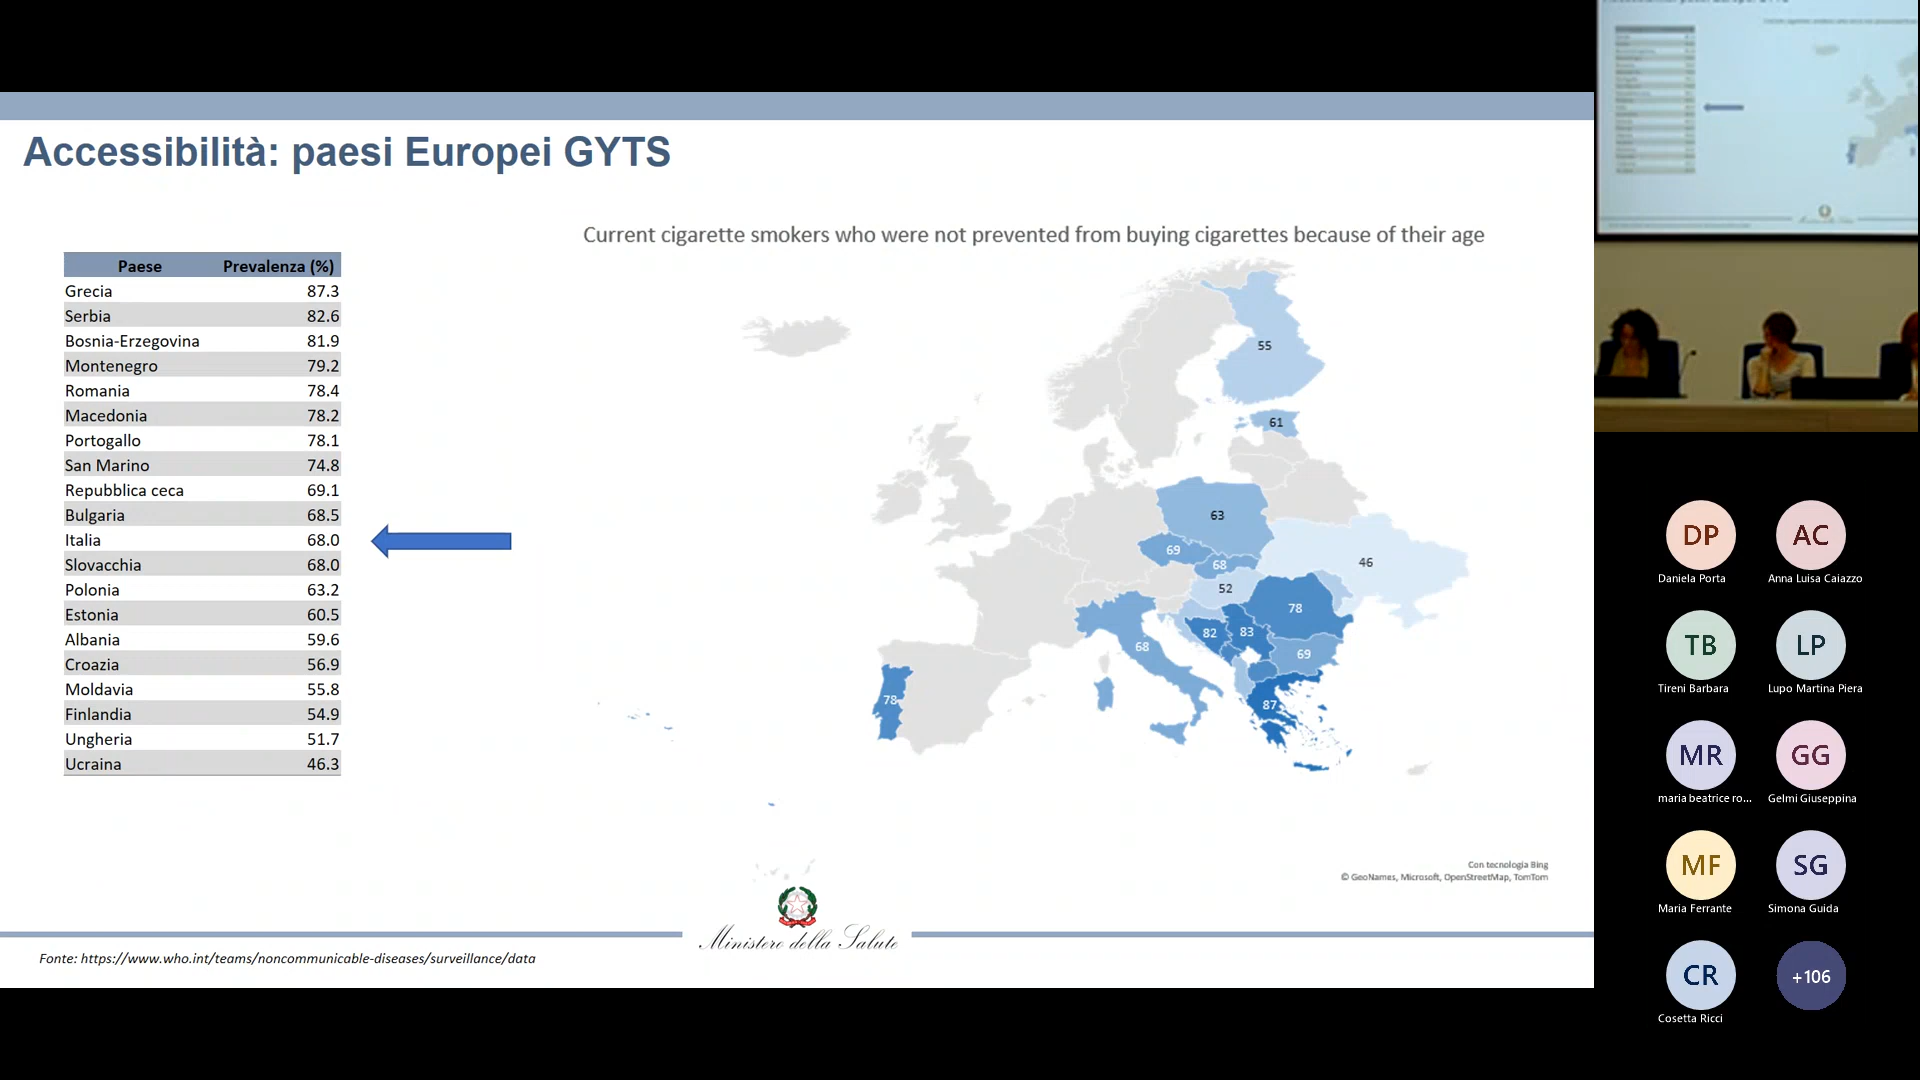 Accessibilità: paesi Europei GYTS
Current cigarette smokers who were not prevented from buying cigarettes because of their age
Paese Prevalenza (%)
Grecia 87.3
Serbia 82.6
Bosnia-Erzegovina 81.9
Montenegro 79.2
Romania 78.4
Macedonia 78.2
Portogallo 78.1
San Marino 74.8
Repubblica ceca 69.1
Bulgaria 68.5
Italia 68.0
Slovacchia 68.0
Polonia 63.2
Estonia 60.5
Albania 59.6
Croazia 56.9
Moldavia 55.8
Finlandia 54.9
Ungheria 51.7
Ucraina 46.3
55
61
63
69
68
46
52
78
82
83
68
69
78
87
Con tecnologia Bing
© GeoNames, Microsoft, OpenStreetMap, TomTom
Ministero della Salute
Fonte: https://www.who.int/teams/noncommunicable-diseases/surveillance/data
DP AC
Daniela Porta Anna Luisa Caiazzo
TB LP
Tireni Barbara Lupo Martina Piera
MR GG
maria beatrice ro... Gelmi Giuseppina
MF SG
Maria Ferrante Simona Guida
CR +106
Cosetta Ricci